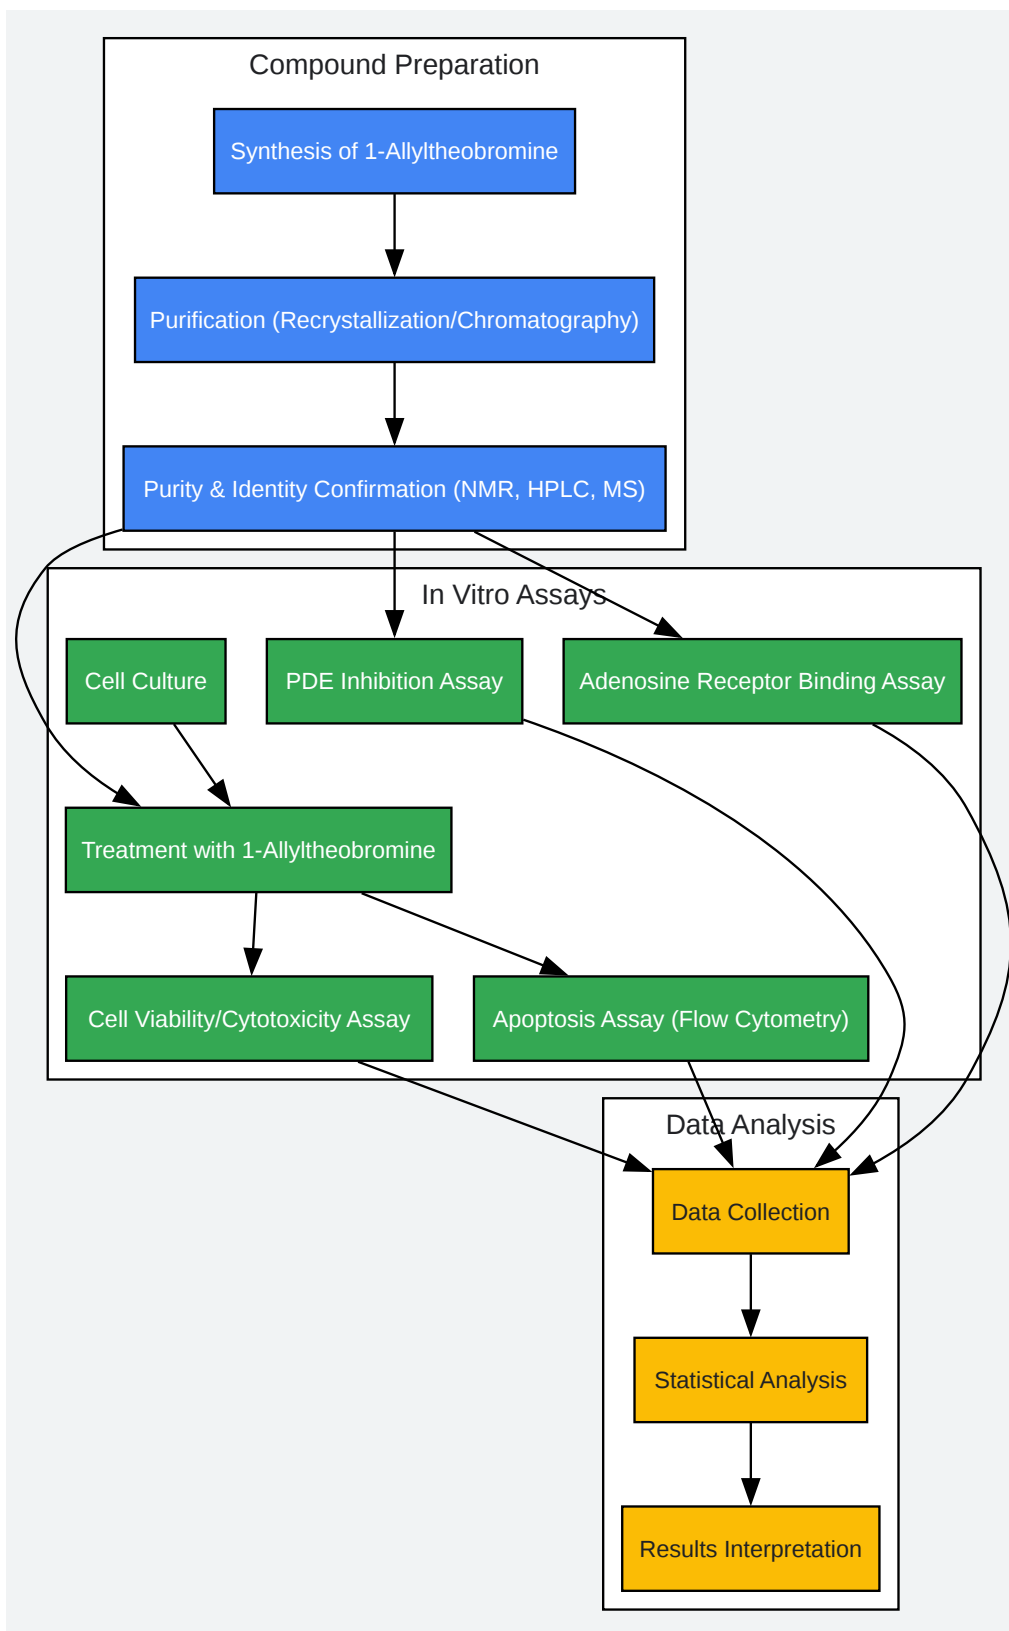 Compound Preparation
Synthesis of 1-Allyltheobromine
Purification (Recrystallization/Chromatography)
Purity & Identity Confirmation (NMR, HPLC, MS)
In Vitro Assays
Cell Culture
PDE Inhibition Assay
Adenosine Receptor Binding Assay
Treatment with 1-Allyltheobromine
Cell Viability/Cytotoxicity Assay
Apoptosis Assay (Flow Cytometry)
Data Analysis
Data Collection
Statistical Analysis
Results Interpretation